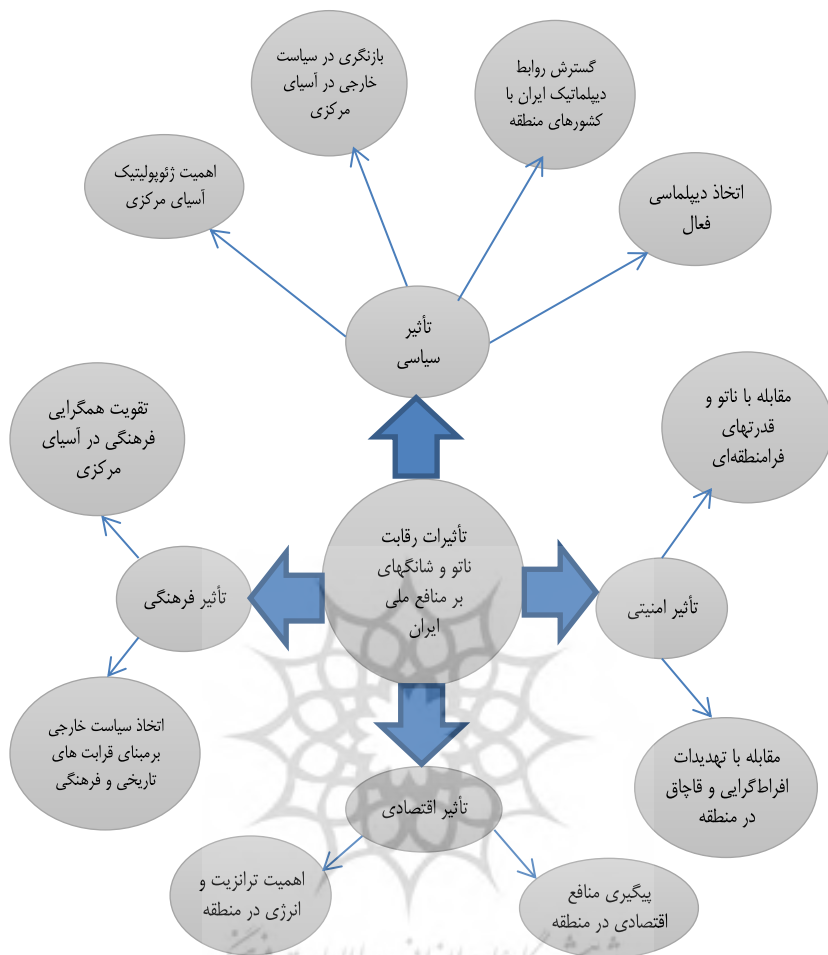 بازنگری در سیاست
خارجی در آسیای
مرکزی
گسترش روابط
دیپلماتیک ایران با
کشورهای منطقه
اهمیت ژئوپولیتیک
آسیای مرکزی
اتخاذ دیپلماسی
فعال
تأثیر
سیاسی
مقابله با ناتو و
قدرتهای
فرامنطقه‌ای
تقویت همگرایی
فرهنگی در آسیای
مرکزی
تأثیرات رقابت
ناتو و شانگهای
بر منافع ملی
ایران
تأثیر امنیتی
تأثیر فرهنگی
اتخاذ سیاست خارجی
برمبنای قرابت های
تاریخی و فرهنگی
مقابله با تهدیدات
افراط‌گرایی و قاچاق
در منطقه
تأثیر اقتصادی
پیگیری منافع
اقتصادی در منطقه
اهمیت ترانزیت و
انرژی در منطقه